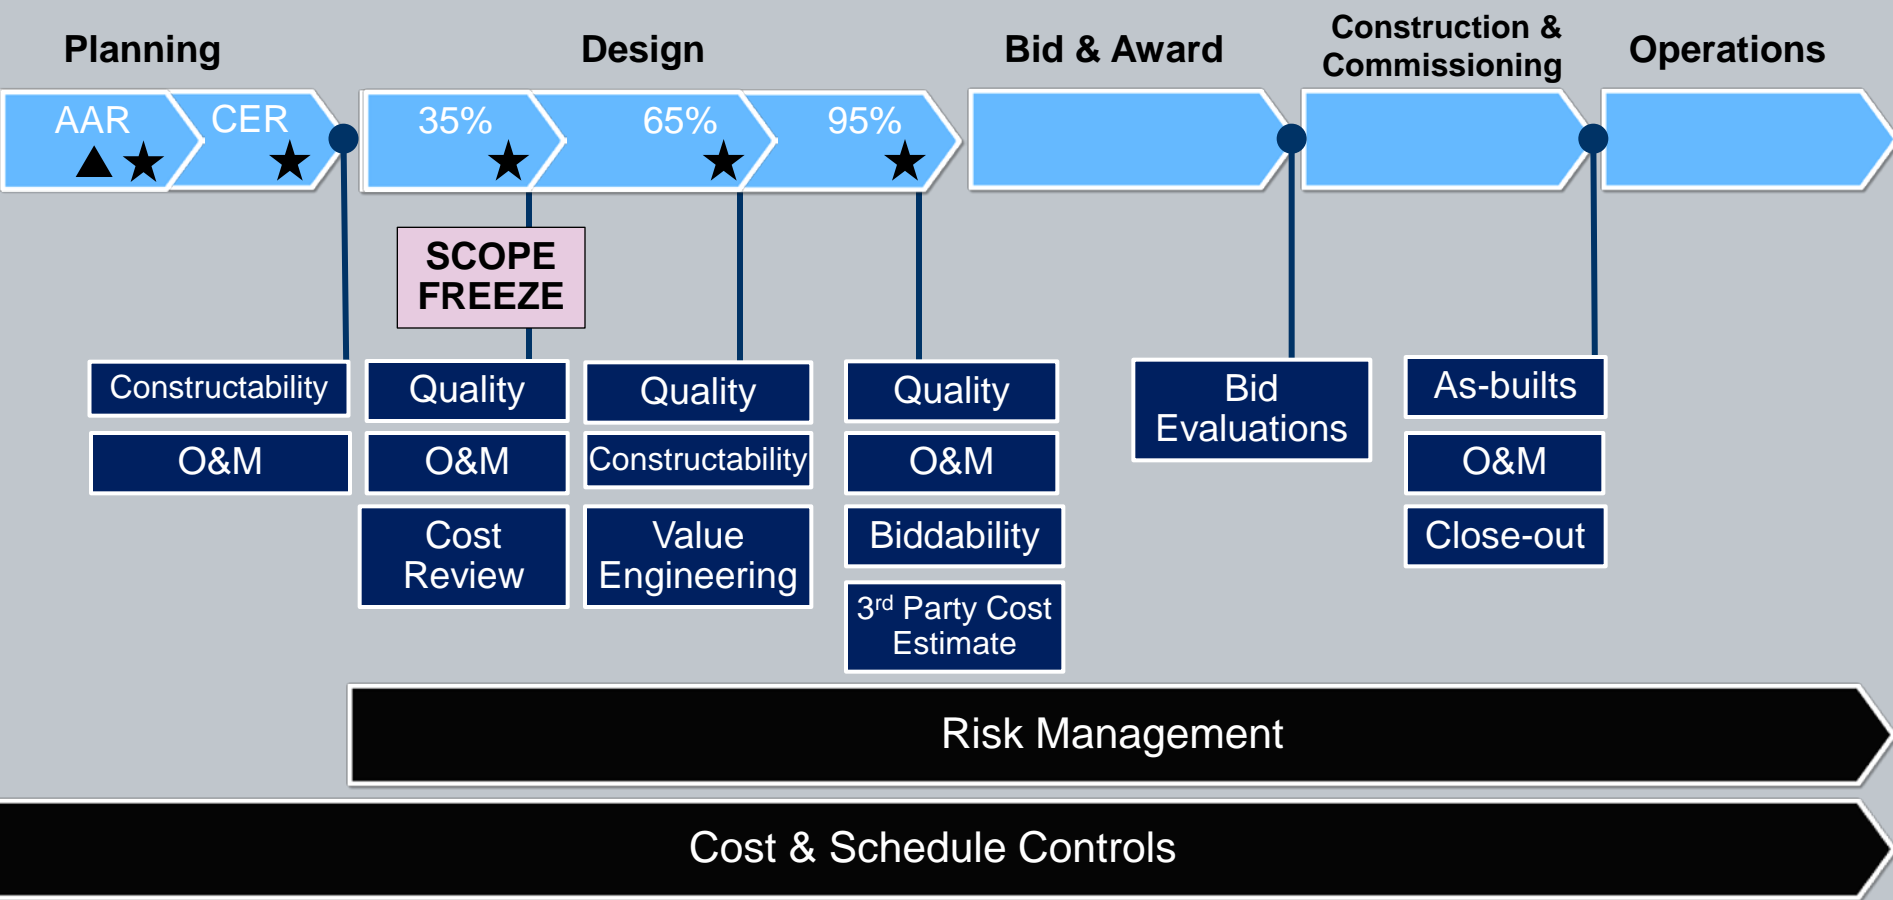 Planning
Design
Bid & Award
Construction &
Commissioning
Operations
AAR
CER
35%
65%
95%
SCOPE
FREEZE
Constructability
O&M
Quality
O&M
Cost
Review
Quality
Constructability
Value
Engineering
Quality
O&M
Biddability
3rd Party Cost
Estimate
Bid
Evaluations
As-builts
O&M
Close-out
Risk Management
Cost & Schedule Controls